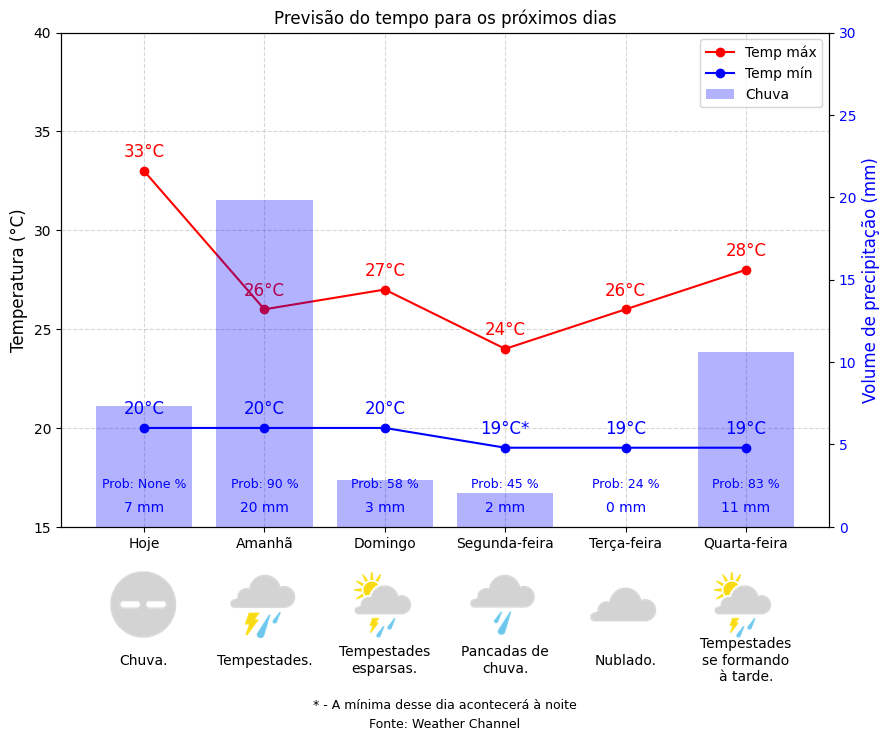 Previsão do tempo para os próximos dias
Temp máx
Temp mín
Chuva
40
35
30
25
20
15
Temperatura (°C)
30
25
20
15
10
5
0
Volume de precipitação (mm)
33°C
26°C
27°C
24°C
26°C
28°C
20°C
20°C
20°C
19°C*
19°C
19°C
Prob: None %
Prob: 90 %
Prob: 58 %
Prob: 45 %
Prob: 24 %
Prob: 83 %
7 mm
20 mm
3 mm
2 mm
0 mm
11 mm
Hoje
Amanhã
Domingo
Segunda-feira
Terça-feira
Quarta-feira
Chuva.
Tempestades.
Tempestades
esparsas.
Pancadas de
chuva.
Nublado.
Tempestades
se formando
à tarde.
* - A mínima desse dia acontecerá à noite
Fonte: Weather Channel